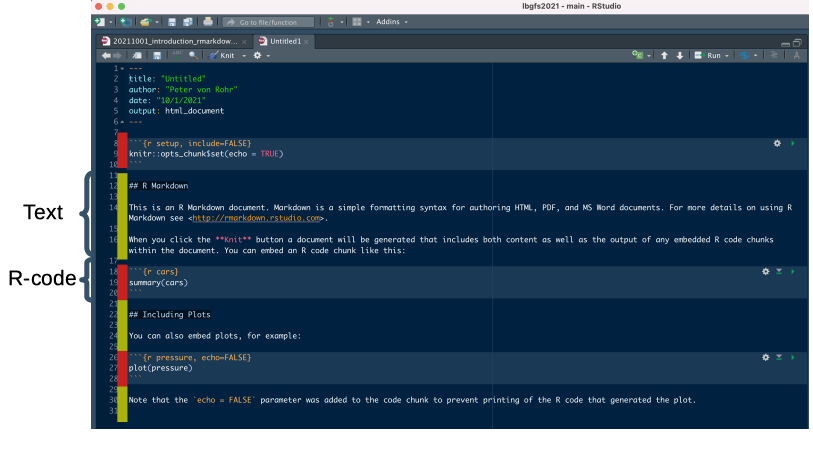 lbgfs2021 - main - RStudio
Go to file/function
Addins
20211001_introduction_rmarkdow...
Untitled1
ABC
Knit
Run
1 ---
2 title: "Untitled"
3 author: "Peter von Rohr"
4 date: "10/1/2021"
5 output: html_document
6 ---
7
8 ```{r setup, include=FALSE}
9 knitr::opts_chunk$set(echo = TRUE)
10 ```
11
12 ## R Markdown
13
14 This is an R Markdown document. Markdown is a simple formatting syntax for authoring HTML, PDF, and MS Word documents. For more details on using R
Markdown see <http://rmarkdown.rstudio.com>.
15
16 When you click the **Knit** button a document will be generated that includes both content as well as the output of any embedded R code chunks
within the document. You can embed an R code chunk like this:
17
18 ```{r cars}
19 summary(cars)
20 ```
21
22 ## Including Plots
23
24 You can also embed plots, for example:
25
26 ```{r pressure, echo=FALSE}
27 plot(pressure)
28 ```
29
30 Note that the `echo = FALSE` parameter was added to the code chunk to prevent printing of the R code that generated the plot.
31
Text
R-code